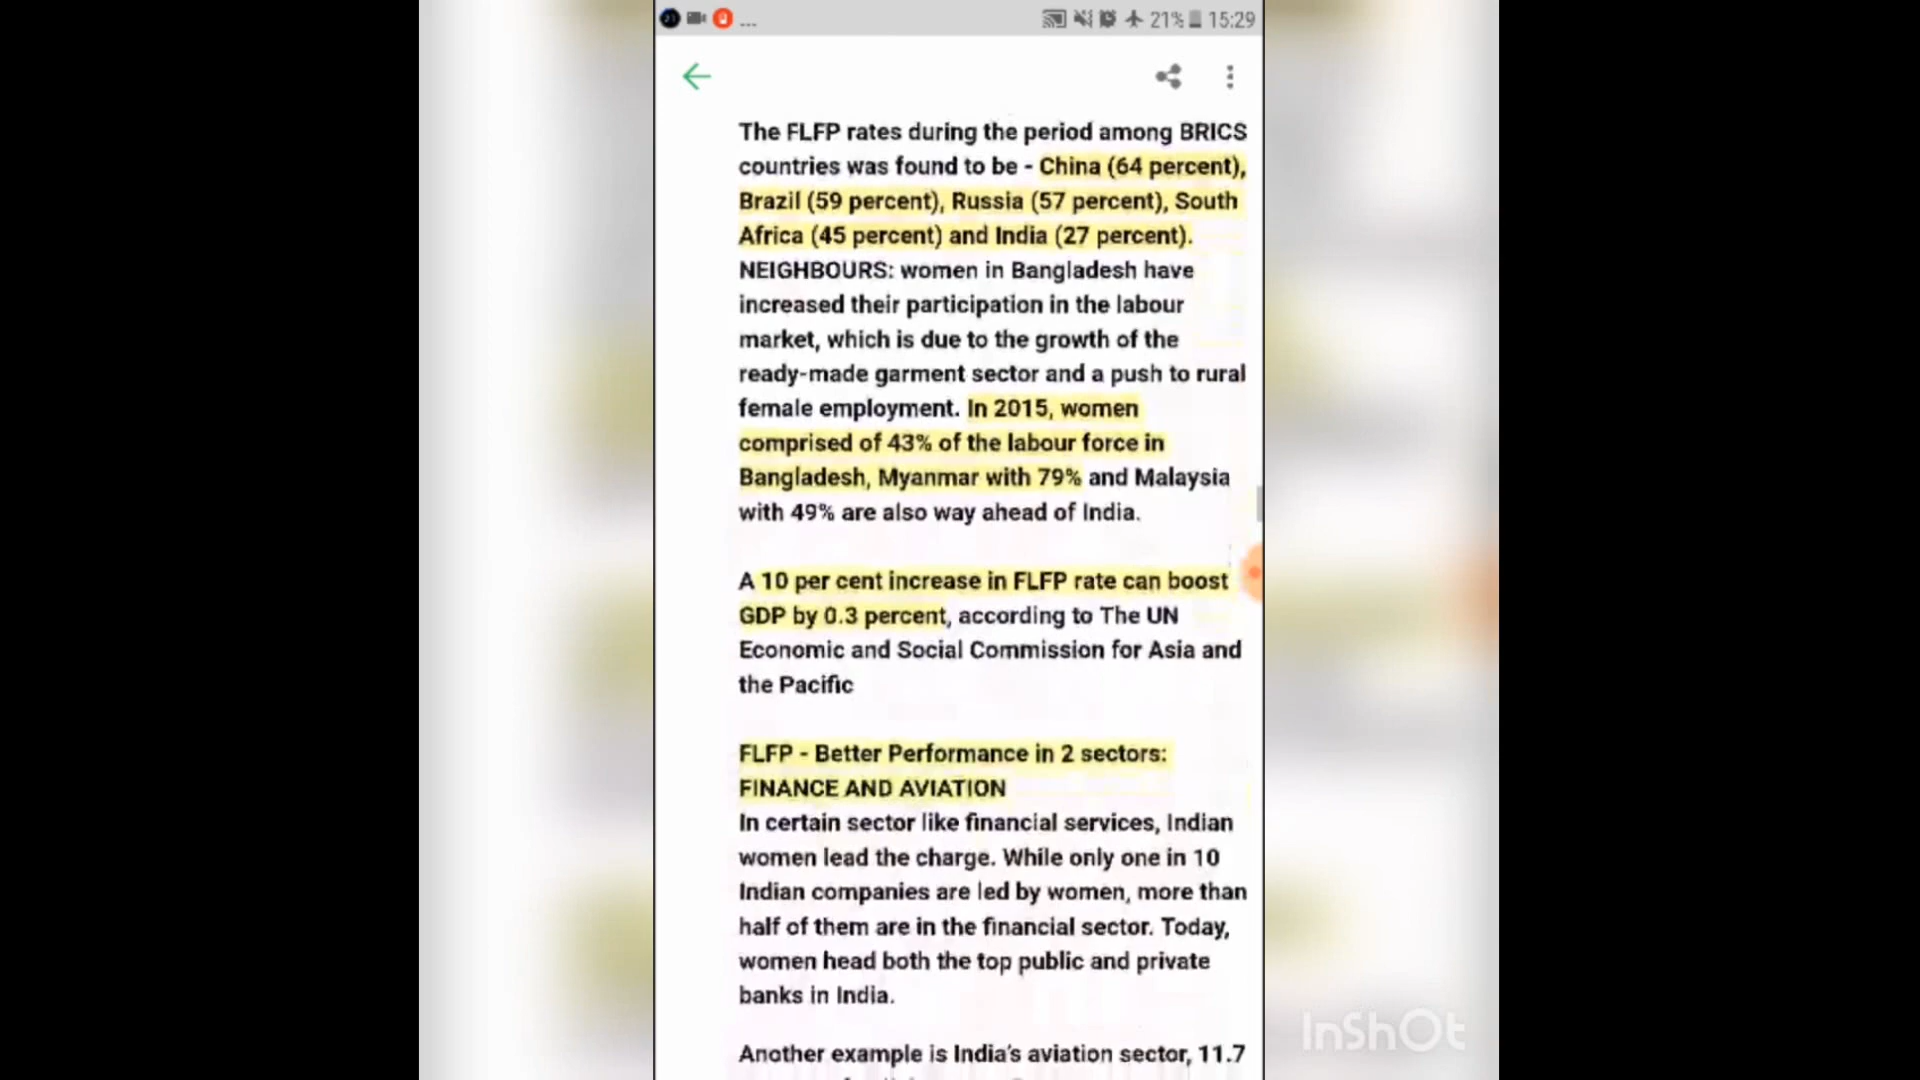 ... 21% 15:29
The FLFP rates during the period among BRICS
countries was found to be - China (64 percent),
Brazil (59 percent), Russia (57 percent), South
Africa (45 percent) and India (27 percent).
NEIGHBOURS: women in Bangladesh have
increased their participation in the labour
market, which is due to the growth of the
ready-made garment sector and a push to rural
female employment. In 2015, women
comprised of 43% of the labour force in
Bangladesh, Myanmar with 79% and Malaysia
with 49% are also way ahead of India.
A 10 per cent increase in FLFP rate can boost
GDP by 0.3 percent, according to The UN
Economic and Social Commission for Asia and
the Pacific
FLFP - Better Performance in 2 sectors:
FINANCE AND AVIATION
In certain sector like financial services, Indian
women lead the charge. While only one in 10
Indian companies are led by women, more than
half of them are in the financial sector. Today,
women head both the top public and private
banks in India.
Another example is India's aviation sector, 11.7
InShOt